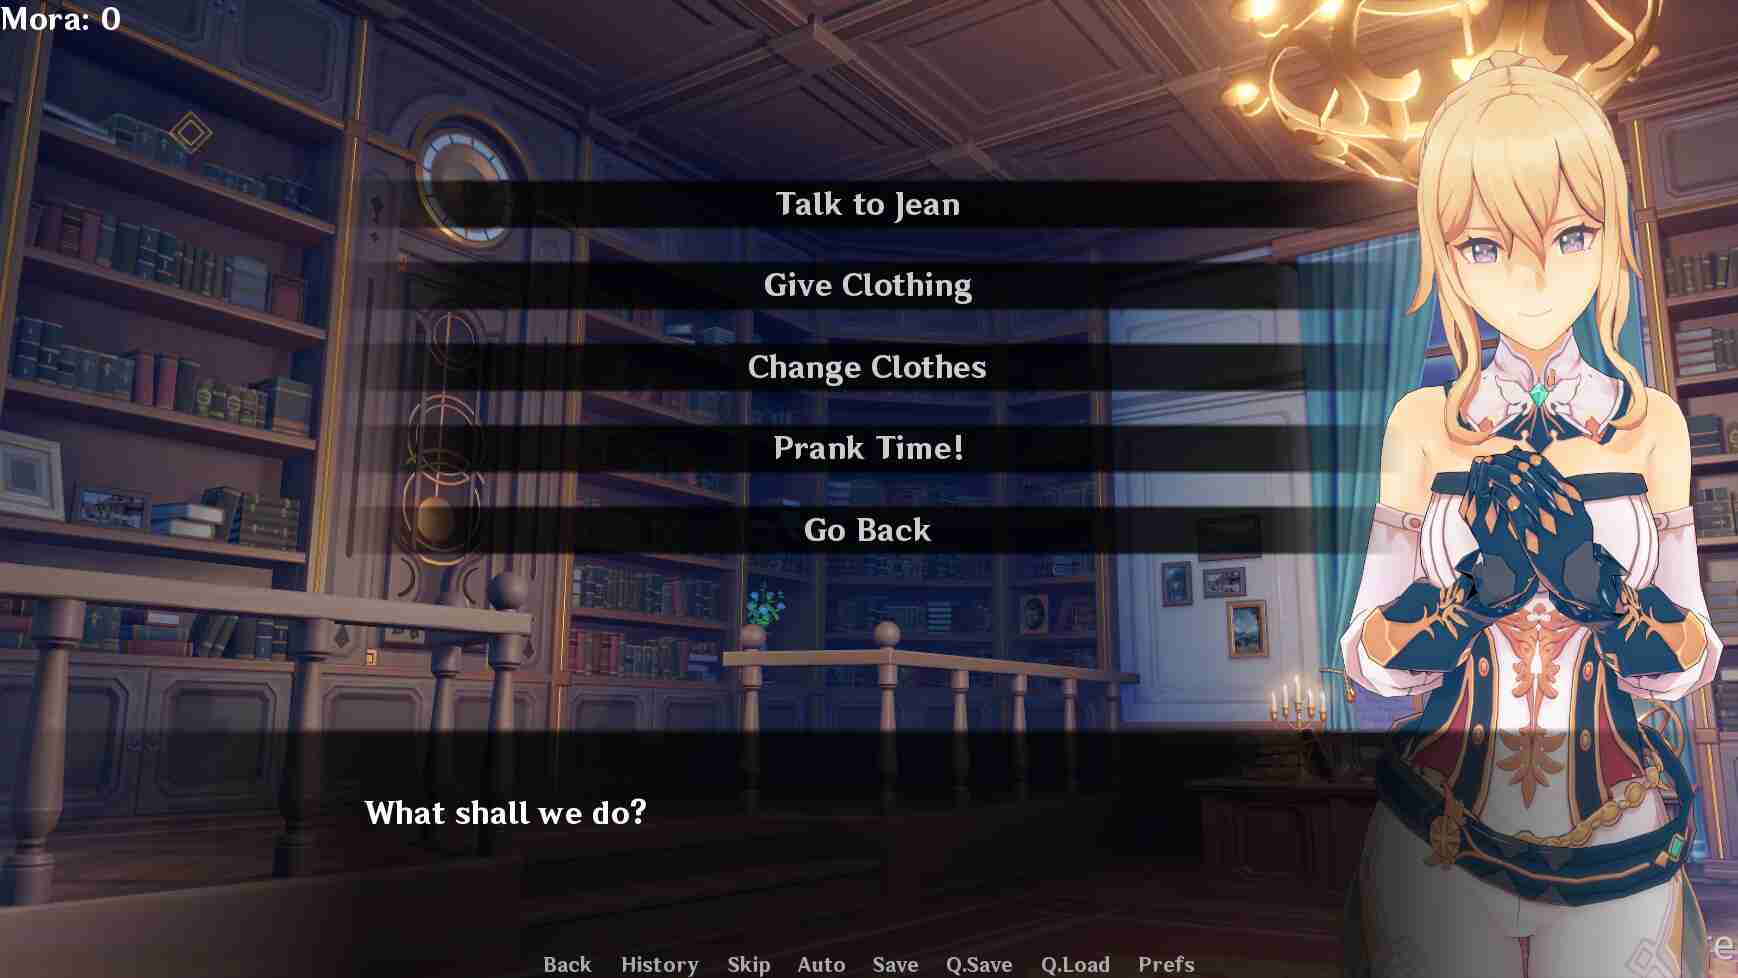 Mora: 0
Talk to Jean
Give Clothing
Change Clothes
Prank Time!
Go Back
What shall we do?
Back History Skip Auto Save Q.Save Q.Load Prefs